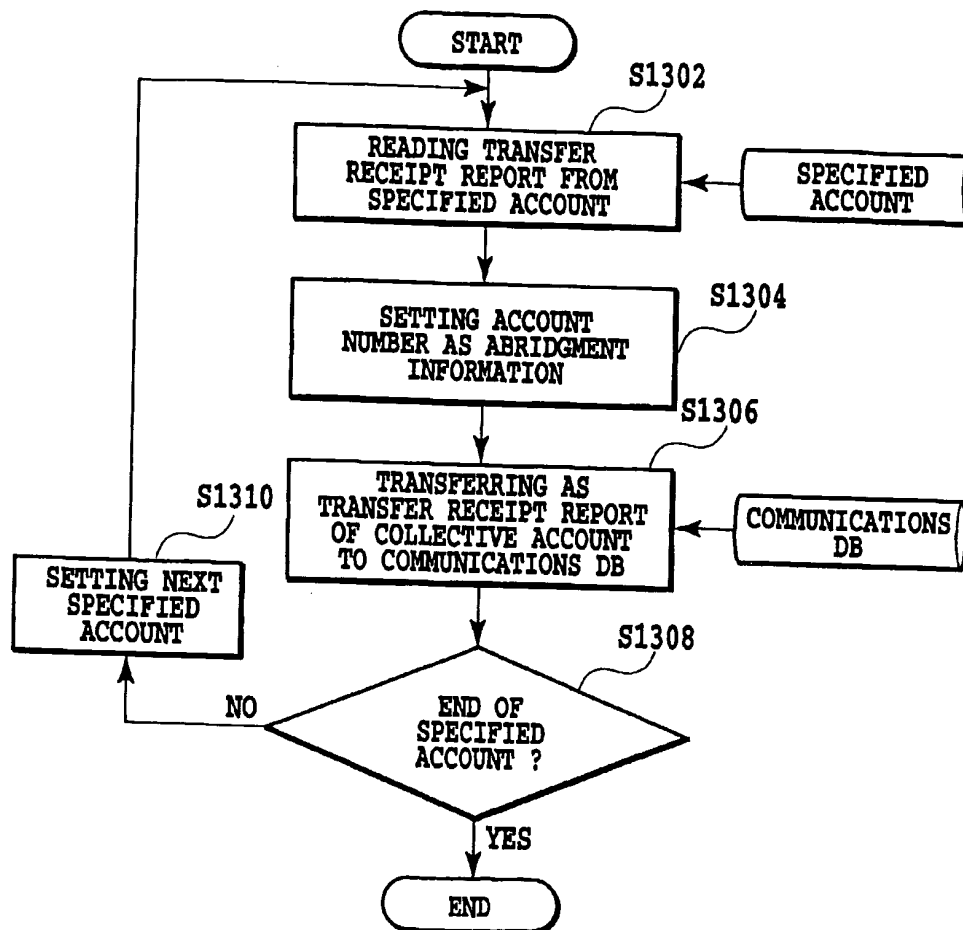 START
S1302
READING TRANSFER
RECEIPT REPORT FROM
SPECIFIED ACCOUNT
SPECIFIED
ACCOUNT
S1304
SETTING ACCOUNT
NUMBER AS ABRIDGMENT
INFORMATION
S1306
TRANSFERRING AS
TRANSFER RECEIPT REPORT
OF COLLECTIVE ACCOUNT
TO COMMUNICATIONS DB
COMMUNICATIONS
DB
S1310
SETTING NEXT
SPECIFIED
ACCOUNT
S1308
END OF
SPECIFIED
ACCOUNT ?
NO
YES
END